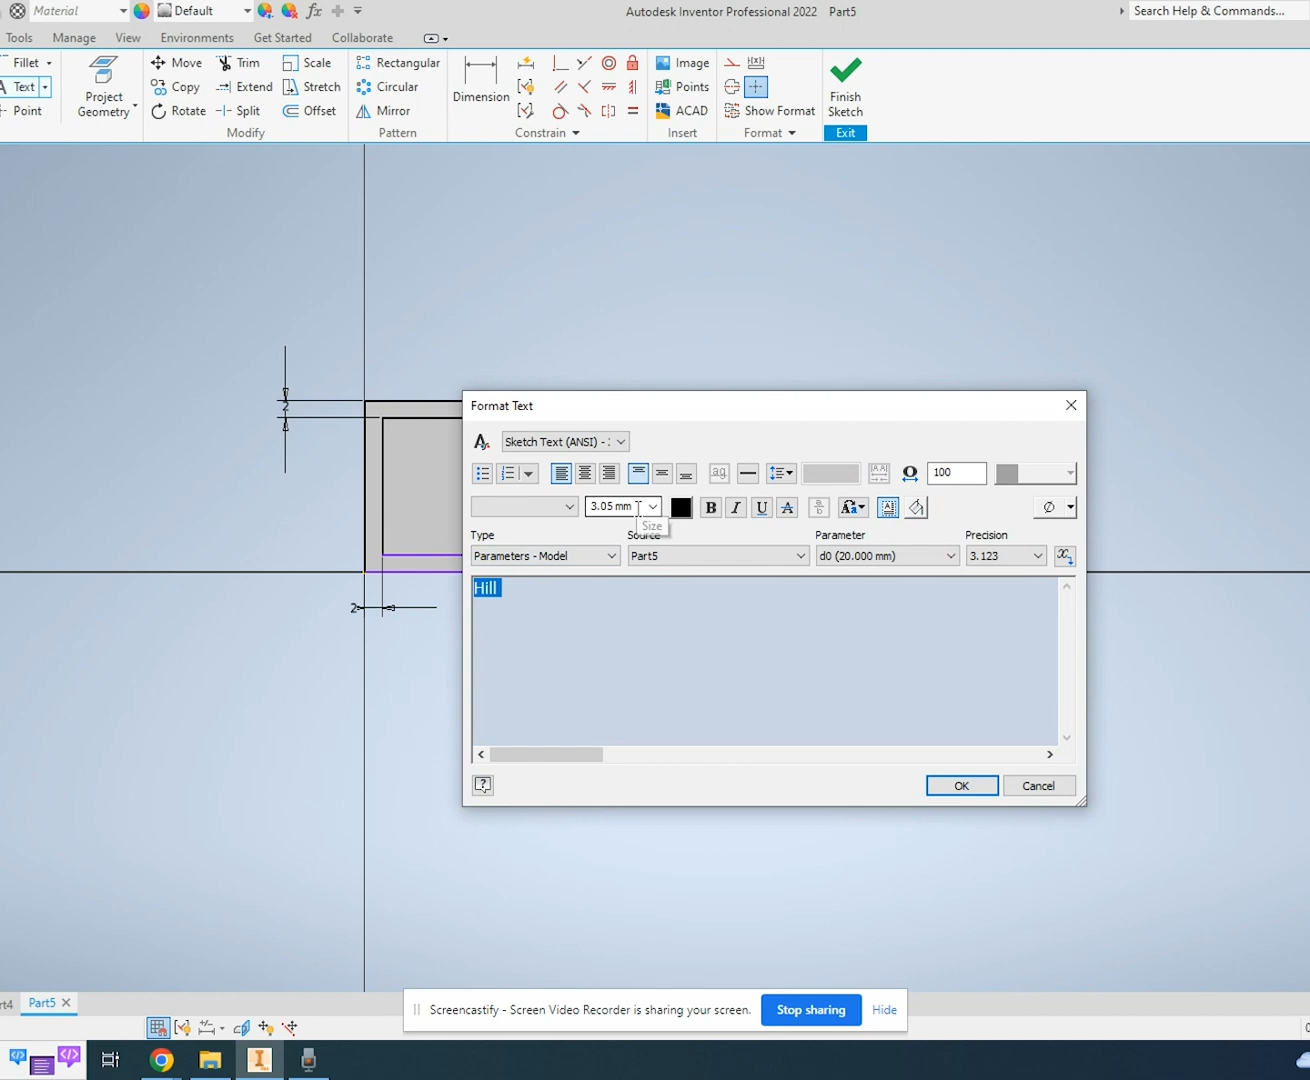 Material Default fx Autodesk Inventor Professional 2022 Part5 Search Help & Commands...
Tools Manage View Environments Get Started Collaborate
Fillet Move Trim Scale Rectangular Image
Text Copy Extend Stretch Circular Points
Point Rotate Split Offset Mirror ACAD Show Format
Project Geometry Dimension Finish Sketch
Modify Pattern Constrain Insert Format Exit
2
2
Format Text
Sketch Text (ANSI) - :
100
3.05 mm B I U A
Size
Type Source Parameter Precision
Parameters - Model Part5 d0 (20.000 mm) 3.123
Hill
? OK Cancel
rt4 Part5
Screencastify - Screen Video Recorder is sharing your screen. Stop sharing Hide